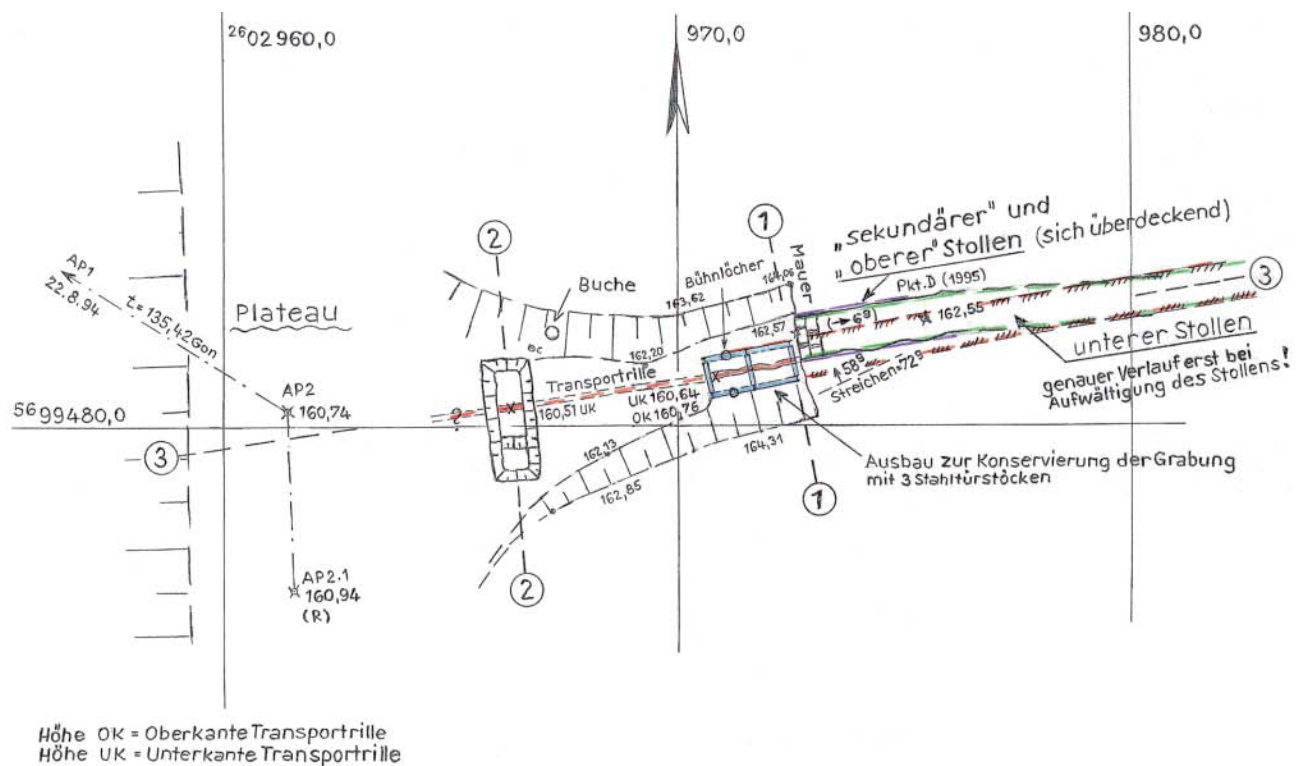 2602960,0
970,0
980,0
AP1
22.8.94
t=135,42 Gon
Plateau
AP2
160,74
5699480,0
3
AP2.1
160,94
(R)
2
Buche
162,20
Transportrille
160,51 UK
UK 160,64
OK 160,76
162,13
162,85
2
Bühnlöcher
163,62
164,06
162,57
1
Mauer
„sekundärer" und
„oberer" Stollen (sich überdeckend)
Pkt.D (1995)
(→6g)
162,55
3
unterer Stollen
genauer Verlauf erst bei
Aufwältigung des Stollens!
58g
Streichen=72g
164,31
Ausbau zur Konservierung der Grabung
mit 3 Stahltürstöcken
1
?
Höhe OK = Oberkante Transportrille
Höhe UK = Unterkante Transportrille